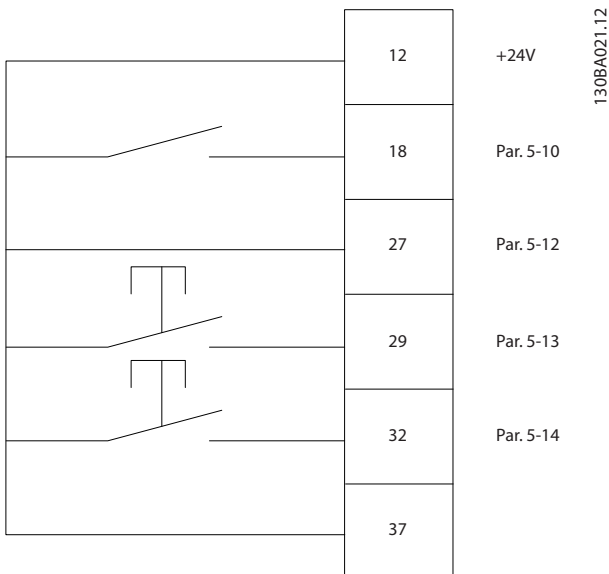 130BA021.12
12 +24V
18 Par. 5-10
27 Par. 5-12
29 Par. 5-13
32 Par. 5-14
37